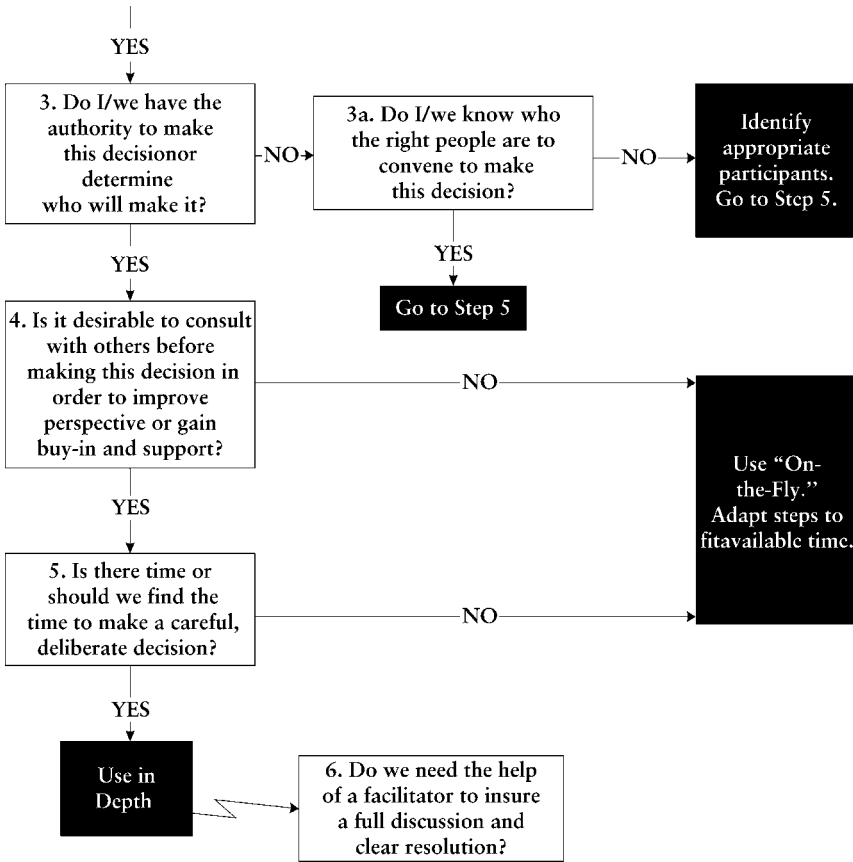 YES
3. Do I/we have the
authority to make
this decisionor
determine
who will make it?
NO
3a. Do I/we know who
the right people are to
convene to make
this decision?
NO
Identify
appropriate
participants.
Go to Step 5.
YES
YES
Go to Step 5
4. Is it desirable to consult
with others before
making this decision in
order to improve
perspective or gain
buy-in and support?
NO
Use “On-
the-Fly.”
Adapt steps to
fitavailable time.
YES
5. Is there time or
should we find the
time to make a careful,
deliberate decision?
NO
YES
Use in
Depth
6. Do we need the help
of a facilitator to insure
a full discussion and
clear resolution?